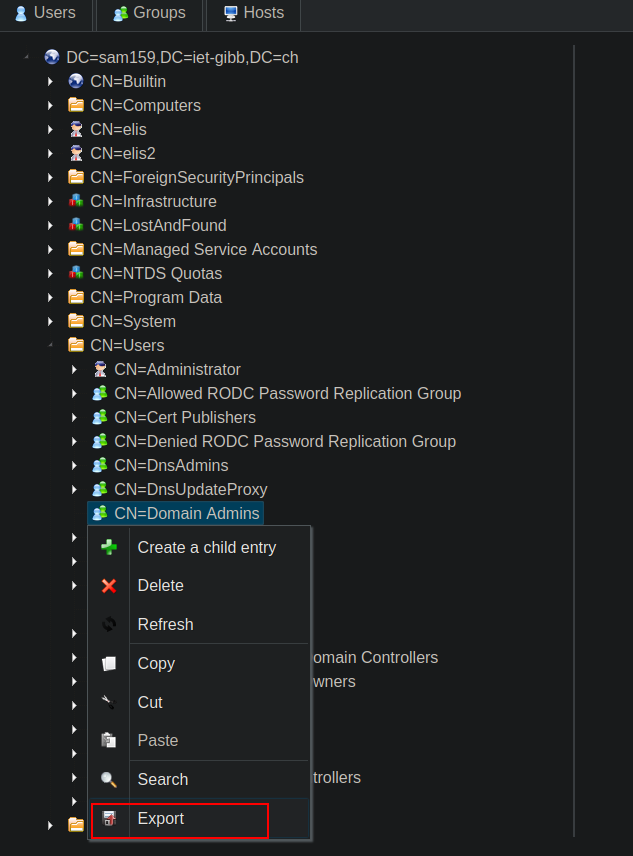 Users Groups Hosts
DC=sam159,DC=iet-gibb,DC=ch
CN=Builtin
CN=Computers
CN=elis
CN=elis2
CN=ForeignSecurityPrincipals
CN=Infrastructure
CN=LostAndFound
CN=Managed Service Accounts
CN=NTDS Quotas
CN=Program Data
CN=System
CN=Users
CN=Administrator
CN=Allowed RODC Password Replication Group
CN=Cert Publishers
CN=Denied RODC Password Replication Group
CN=DnsAdmins
CN=DnsUpdateProxy
CN=Domain Admins
Create a child entry
Delete
Refresh
Copy omain Controllers
wners
Cut
Paste
Search trollers
Export